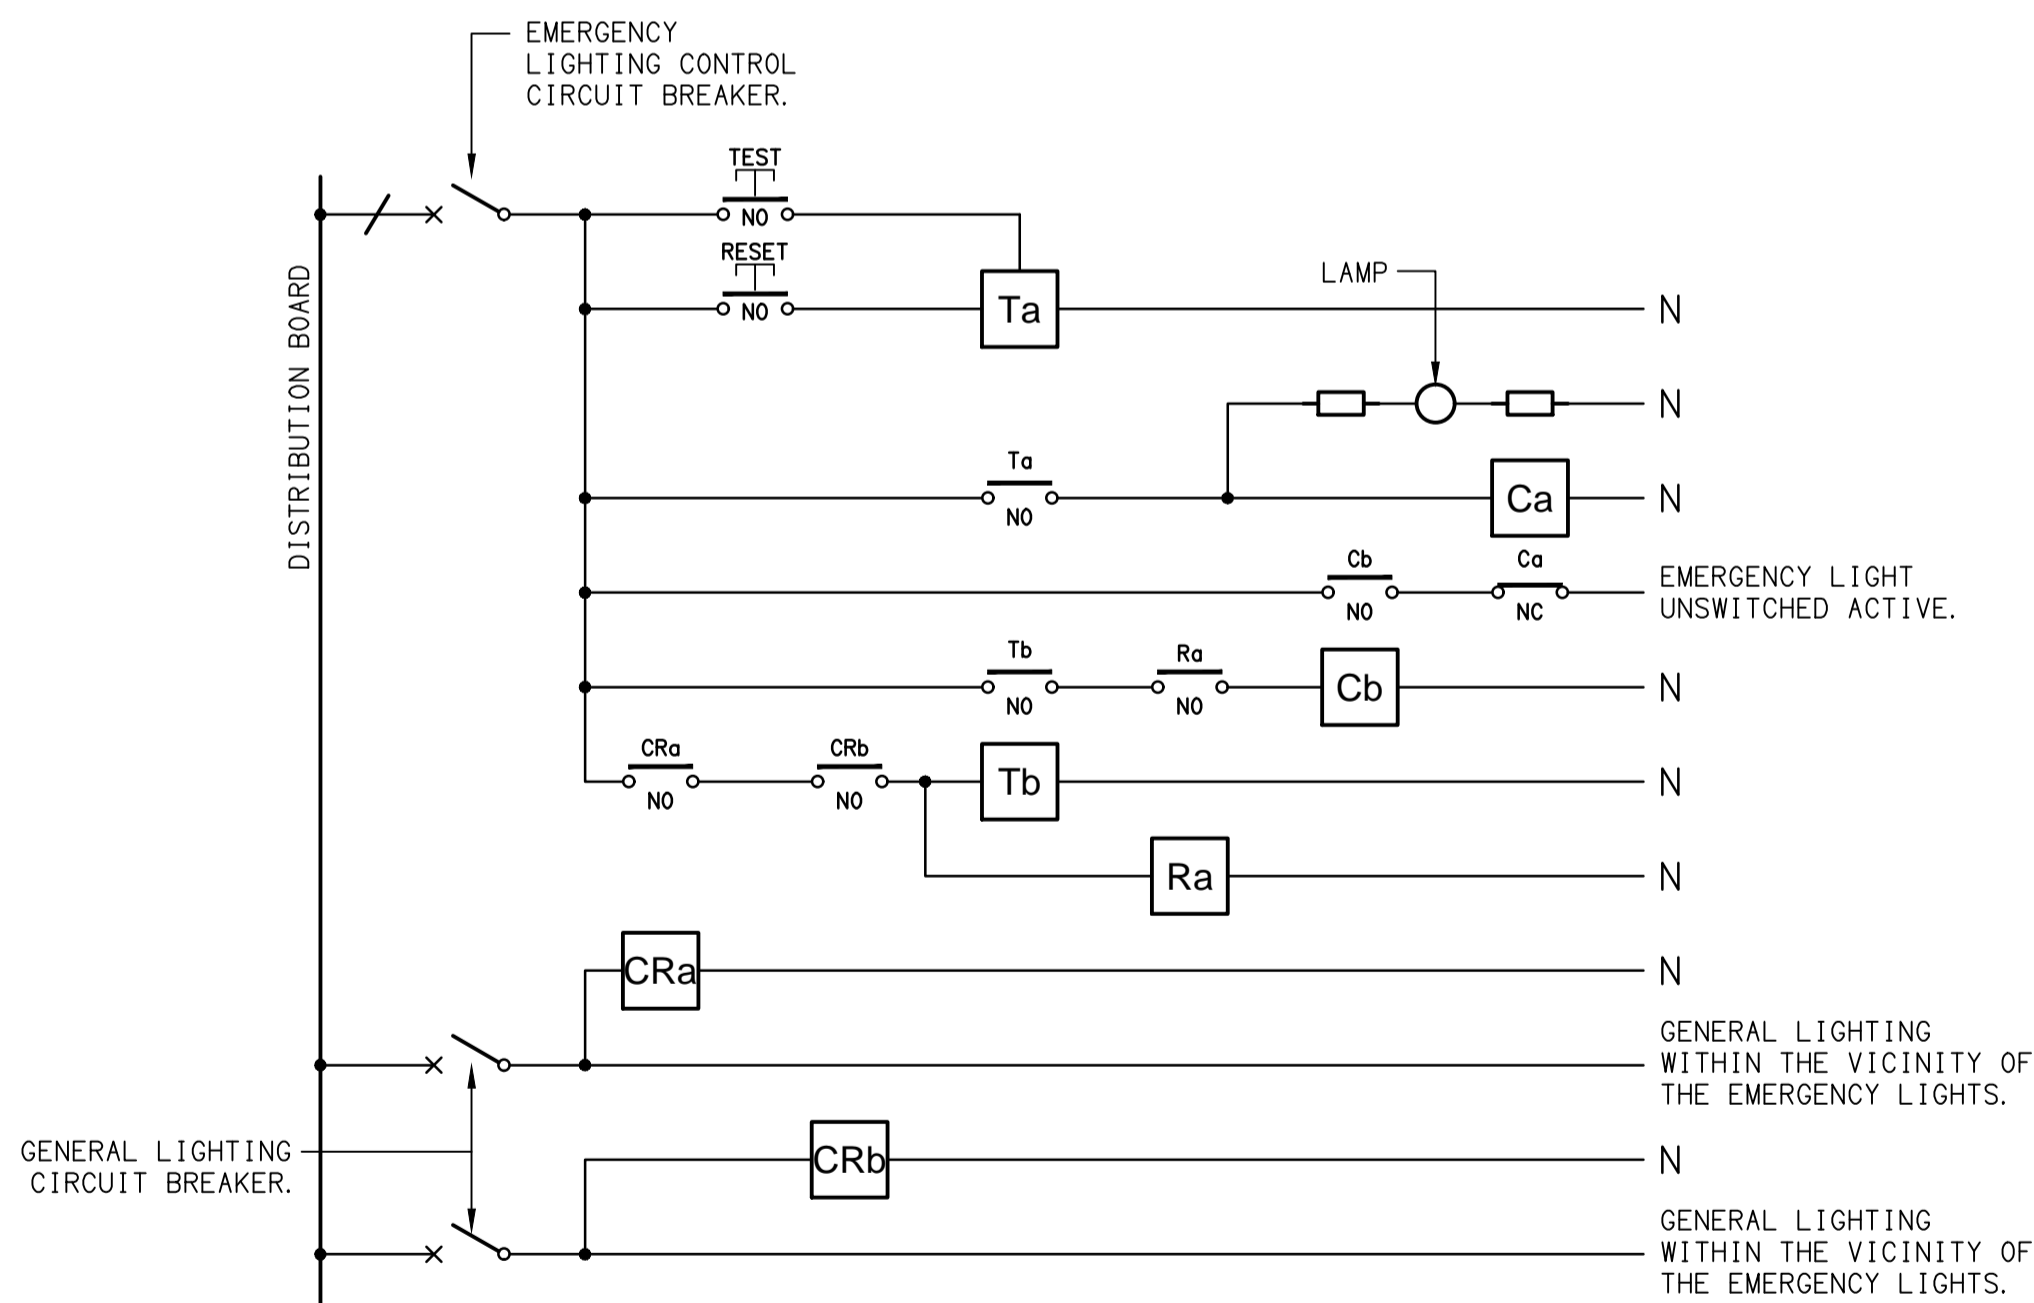 EMERGENCY
LIGHTING CONTROL
CIRCUIT BREAKER.
TEST
NO
RESET
NO
Ta
N
LAMP
N
DISTRIBUTION BOARD
Ta
NO
Ca
N
Cb
NO
Ca
NC
EMERGENCY LIGHT
UNSWITCHED ACTIVE.
Tb
NO
Ra
NO
Cb
N
CRa
NO
CRb
NO
Tb
N
Ra
N
CRa
N
GENERAL LIGHTING
WITHIN THE VICINITY OF
THE EMERGENCY LIGHTS.
GENERAL LIGHTING
CIRCUIT BREAKER.
CRb
N
GENERAL LIGHTING
WITHIN THE VICINITY OF
THE EMERGENCY LIGHTS.